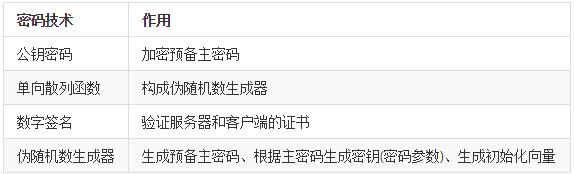 密码技术 作用
公钥密码 加密预备主密码
单向散列函数 构成伪随机数生成器
数字签名 验证服务器和客户端的证书
伪随机数生成器 生成预备主密码、根据主密码生成密钥(密码参数)、生成初始化向量